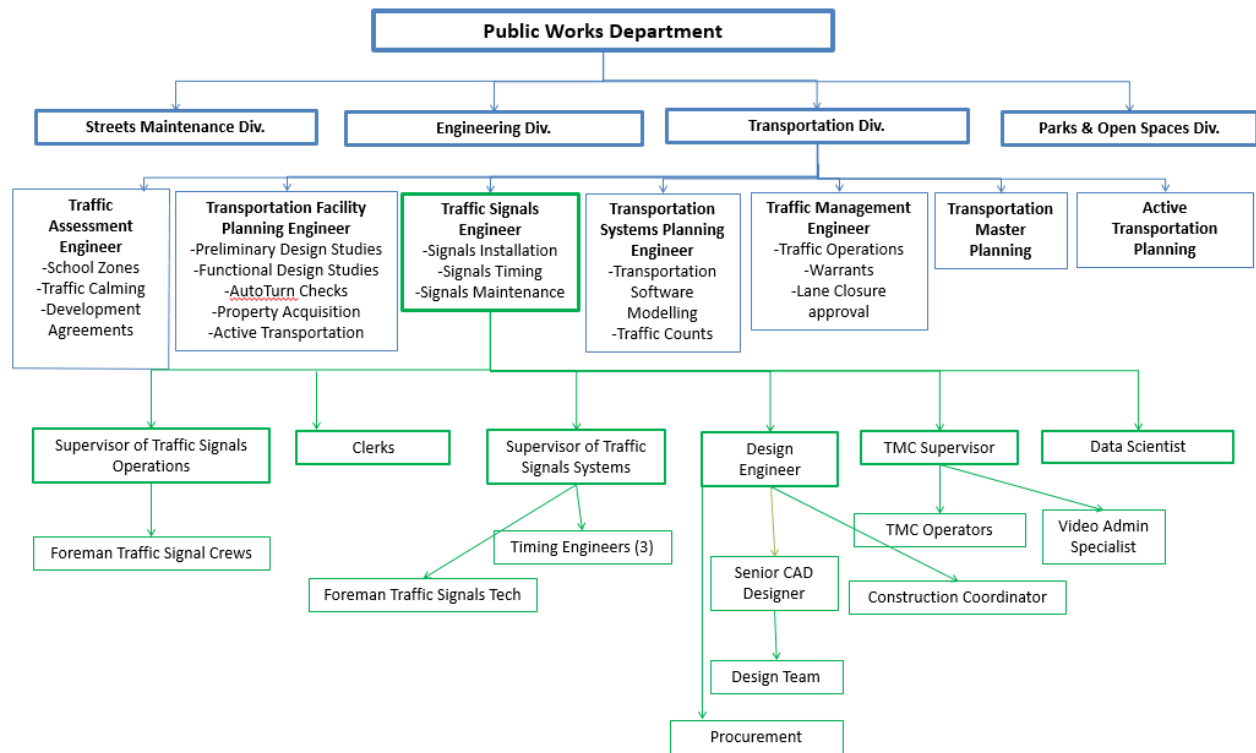 Public Works Department
Streets Maintenance Div.
Engineering Div.
Transportation Div.
Parks & Open Spaces Div.
Traffic
Assessment
Engineer
-School Zones
-Traffic Calming
-Development
Agreements
Transportation Facility
Planning Engineer
-Preliminary Design Studies
-Functional Design Studies
-AutoTurn Checks
-Property Acquisition
-Active Transportation
Traffic Signals
Engineer
-Signals Installation
-Signals Timing
-Signals Maintenance
Transportation
Systems Planning
Engineer
-Transportation
Software
Modelling
-Traffic Counts
Traffic Management
Engineer
-Traffic Operations
-Warrants
-Lane Closure
approval
Transportation
Master
Planning
Active
Transportation
Planning
Supervisor of Traffic Signals
Operations
Clerks
Supervisor of Traffic
Signals Systems
Design
Engineer
TMC Supervisor
Data Scientist
Foreman Traffic Signal Crews
Timing Engineers (3)
Foreman Traffic Signals Tech
Senior CAD
Designer
TMC Operators
Video Admin
Specialist
Construction Coordinator
Design Team
Procurement